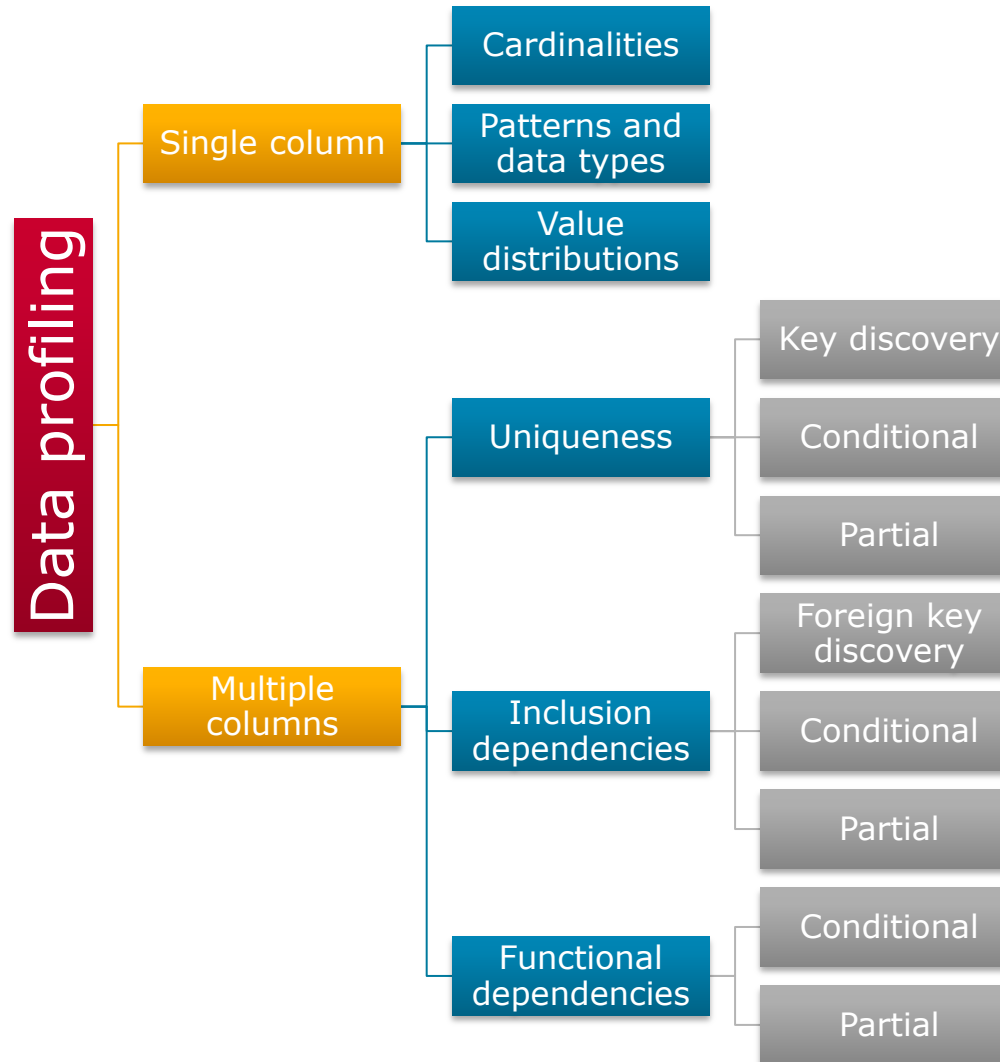 Data profiling
Single column
Cardinalities
Patterns and
data types
Value
distributions
Multiple
columns
Uniqueness
Key discovery
Conditional
Partial
Inclusion
dependencies
Foreign key
discovery
Conditional
Partial
Functional
dependencies
Conditional
Partial